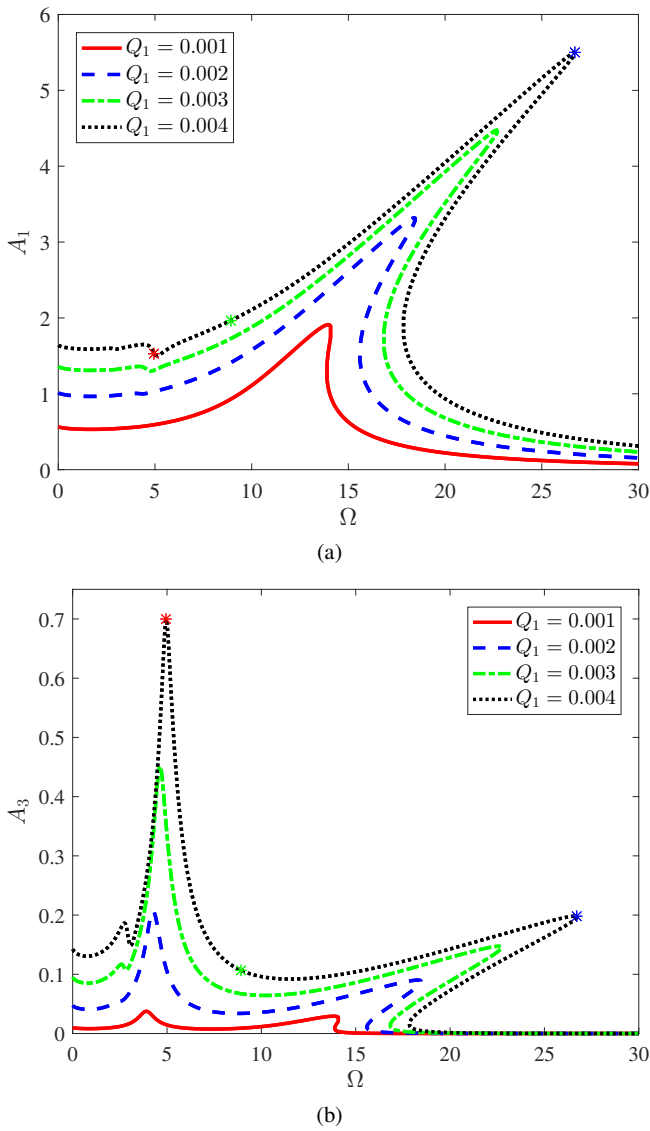 6
5
4
3
2
1
0
A₁
Q₁ = 0.001
Q₁ = 0.002
Q₁ = 0.003
Q₁ = 0.004
0 5 10 15 20 25 30
Ω
(a)
0.7
0.6
0.5
0.4
0.3
0.2
0.1
0
A₃
Q₁ = 0.001
Q₁ = 0.002
Q₁ = 0.003
Q₁ = 0.004
0 5 10 15 20 25 30
Ω
(b)